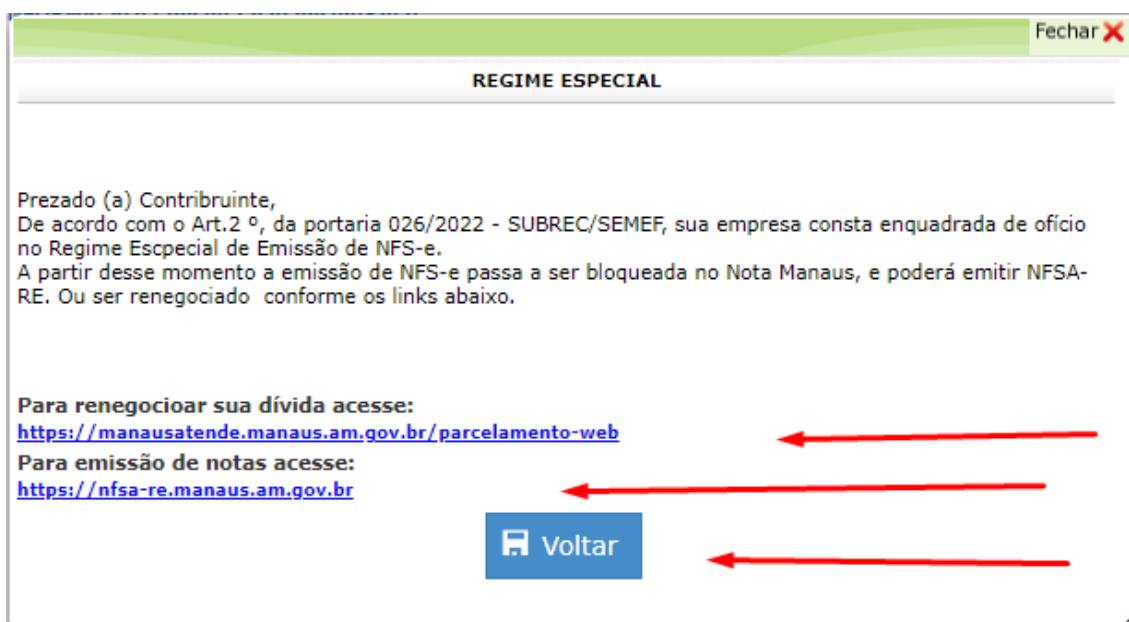 Fechar
REGIME ESPECIAL
Prezado (a) Contribruinte,
De acordo com o Art.2 º, da portaria 026/2022 - SUBREC/SEMEF, sua empresa consta enquadrada de ofício
no Regime Escpecial de Emissão de NFS-e.
A partir desse momento a emissão de NFS-e passa a ser bloqueada no Nota Manaus, e poderá emitir NFSA-
RE. Ou ser renegociado  conforme os links abaixo.
Para renegocioar sua dívida acesse:
https://manausatende.manaus.am.gov.br/parcelamento-web
Para emissão de notas acesse:
https://nfsa-re.manaus.am.gov.br
Voltar